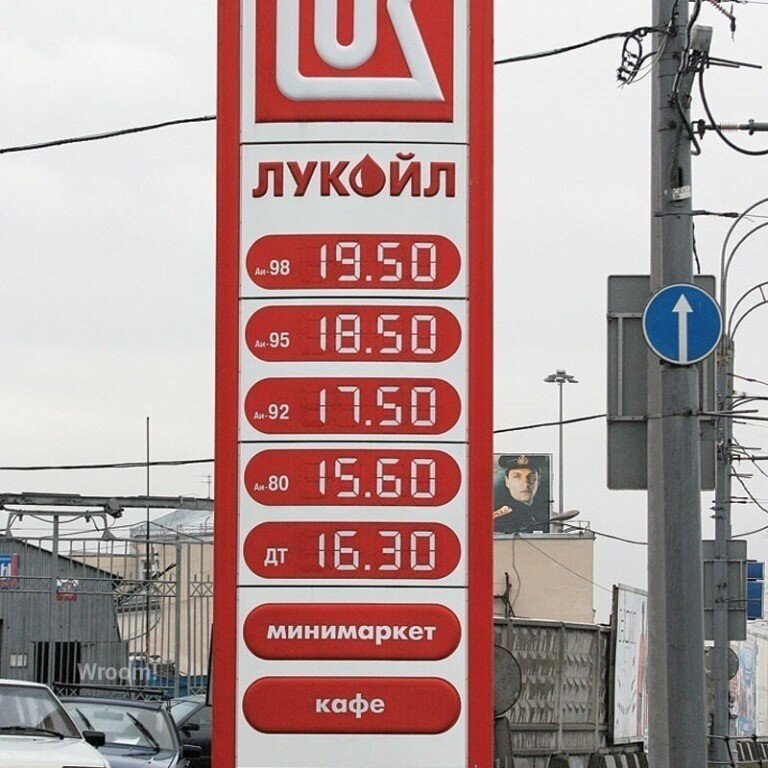 ЛУКОЙЛ
Аи-98 19.50
Аи-95 18.50
Аи-92 17.50
Аи-80 15.60
ДТ 16.30
минимаркет
кафе
Wroom!